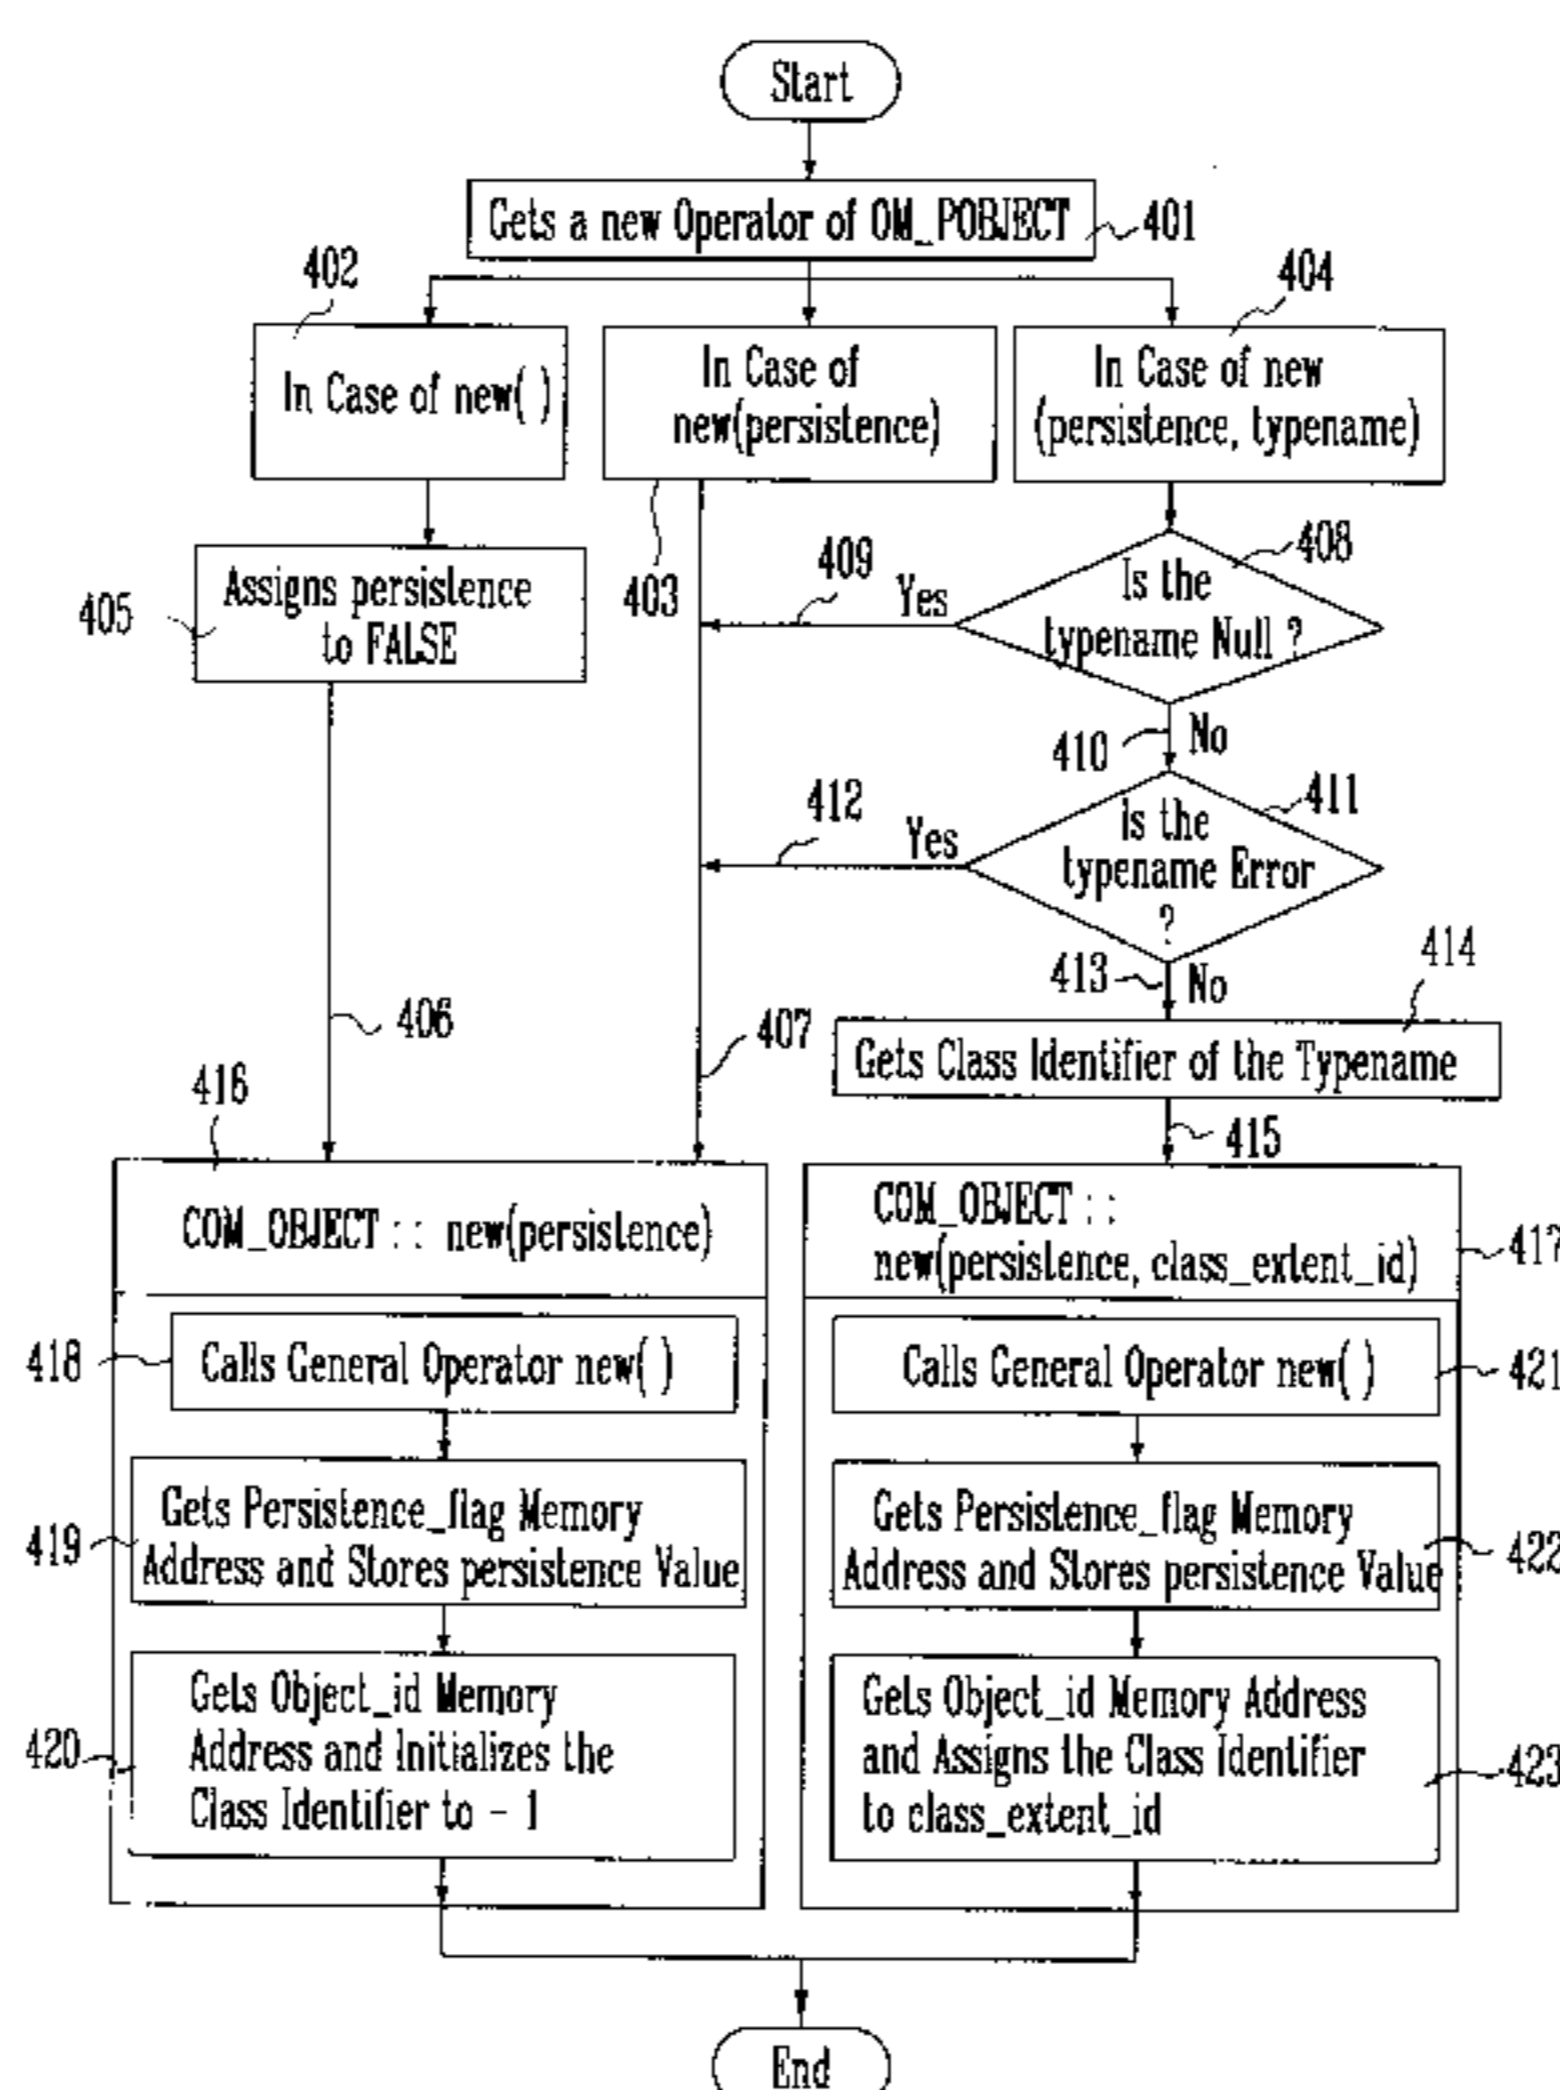 Start
Gets a new Operator of OM_POBJECT
401
402
404
In Case of new( )
In Case of
new(persistence)
In Case of new
(persistence, typename)
403
408
409
Yes
Is the
typename Null ?
405
Assigns persistence
to FALSE
410
No
411
412
Yes
is the
typename Error
?
413
No
414
406
407
Gets Class Identifier of the Typename
416
415
COM_OBJECT : : new(persistence)
COM_OBJECT : :
new(persistence, class_extent_id)
417
418
Calls General Operator new( )
Calls General Operator new( )
421
419
Gets Persistence_flag Memory
Address and Stores persistence Value
Gets Persistence_flag Memory
Address and Stores persistence Value
422
420
Gets Object_id Memory
Address and Initializes the
Class Identifier to - 1
Gets Object_id Memory Address
and Assigns the Class Identifier
to class_extent_id
423
End